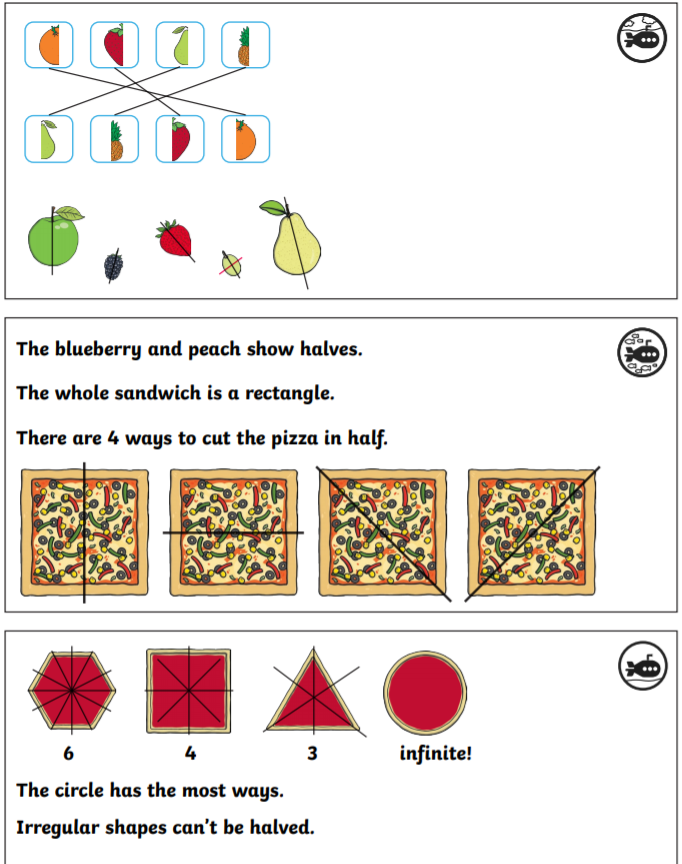 The blueberry and peach show halves.
The whole sandwich is a rectangle.
There are 4 ways to cut the pizza in half.
6 4 3 infinite!
The circle has the most ways.
Irregular shapes can't be halved.